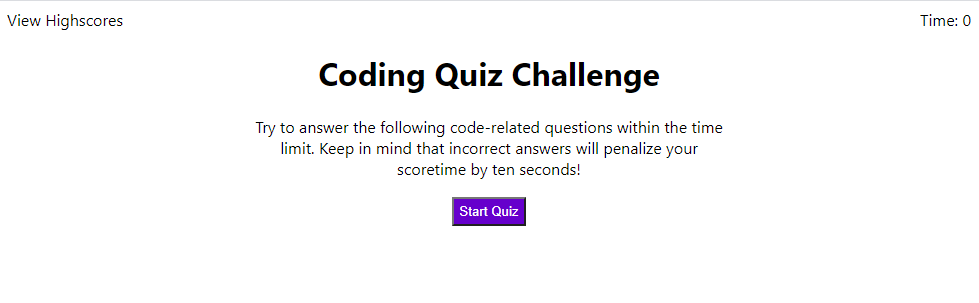 View Highscores
Time: 0
Coding Quiz Challenge
Try to answer the following code-related questions within the time
limit. Keep in mind that incorrect answers will penalize your
scoretime by ten seconds!
Start Quiz